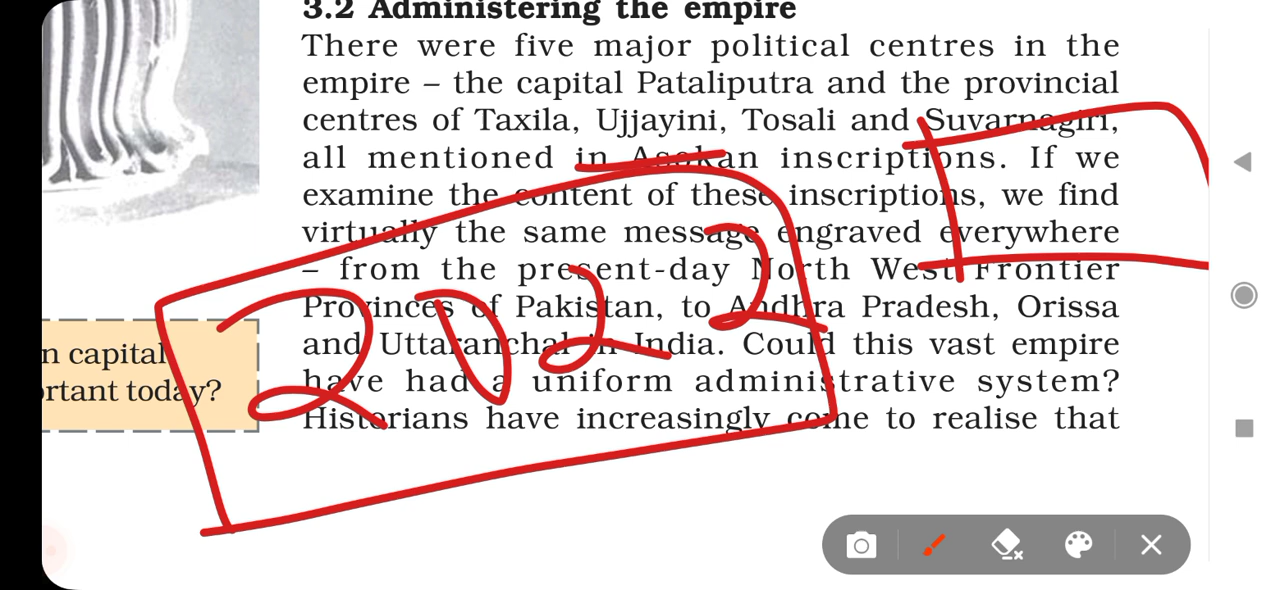 3.2 Administering the empire
There were five major political centres in the
empire – the capital Pataliputra and the provincial
centres of Taxila, Ujjayini, Tosali and Suvarnagiri,
all mentioned in Asokan inscriptions. If we
examine the content of these inscriptions, we find
virtually the same message engraved everywhere
– from the present-day North West Frontier
Provinces of Pakistan, to Andhra Pradesh, Orissa
and Uttaranchal in India. Could this vast empire
have had a uniform administrative system?
Historians have increasingly come to realise that
n capital
ortant today?
2023